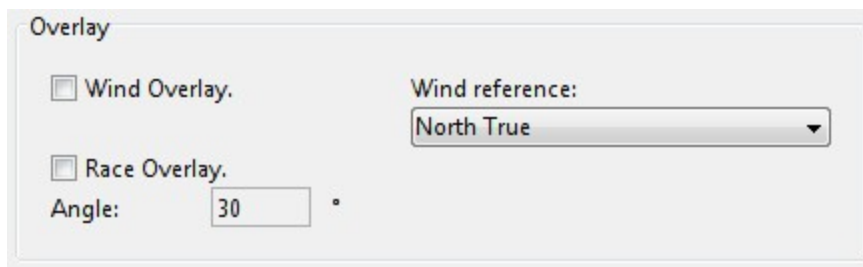 Overlay
Wind Overlay.
Wind reference:
North True
Race Overlay.
Angle: 30 °